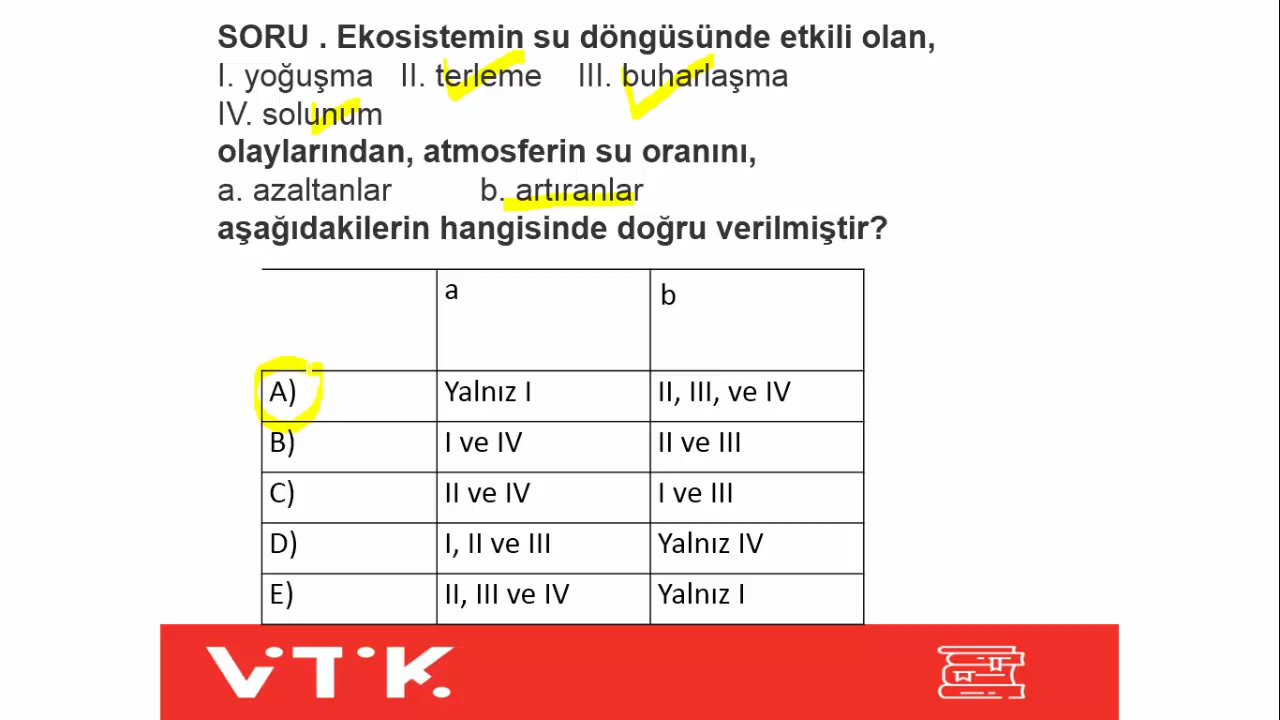 SORU . Ekosistemin su döngüsünde etkili olan,
I. yoğuşma II. terleme III. buharlaşma
IV. solunum
olaylarından, atmosferin su oranını,
a. azaltanlar b. artıranlar
aşağıdakilerin hangisinde doğru verilmiştir?
a b
A) Yalnız I II, III, ve IV
B) I ve IV II ve III
C) II ve IV I ve III
D) I, II ve III Yalnız IV
E) II, III ve IV Yalnız I
VİTİK.